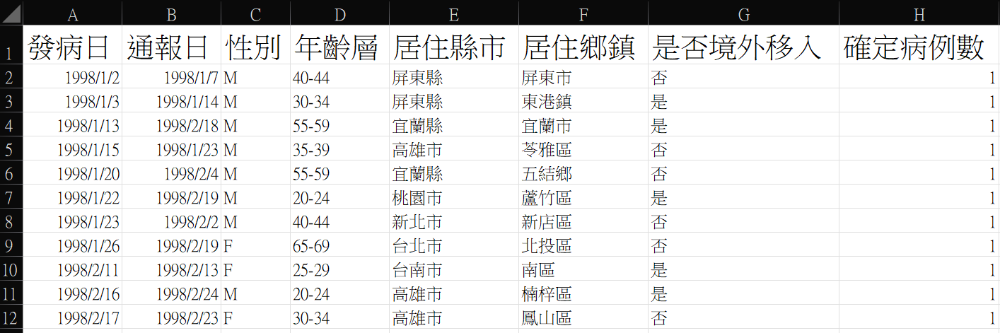 A B C D E F G H
1 發病日 通報日 性別 年齡層 居住縣市 居住鄉鎮 是否境外移入 確定病例數
2 1998/1/2 1998/1/7 M 40-44 屏東縣 屏東市 否 1
3 1998/1/3 1998/1/14 M 30-34 屏東縣 東港鎮 是 1
4 1998/1/13 1998/2/18 M 55-59 宜蘭縣 宜蘭市 是 1
5 1998/1/15 1998/1/23 M 35-39 高雄市 苓雅區 否 1
6 1998/1/20 1998/2/4 M 55-59 宜蘭縣 五結鄉 否 1
7 1998/1/22 1998/2/19 M 20-24 桃園市 蘆竹區 是 1
8 1998/1/23 1998/2/2 M 40-44 新北市 新店區 否 1
9 1998/1/26 1998/2/19 F 65-69 台北市 北投區 否 1
10 1998/2/11 1998/2/13 F 25-29 台南市 南區 是 1
11 1998/2/16 1998/2/24 M 20-24 高雄市 楠梓區 是 1
12 1998/2/17 1998/2/23 F 30-34 高雄市 鳳山區 否 1